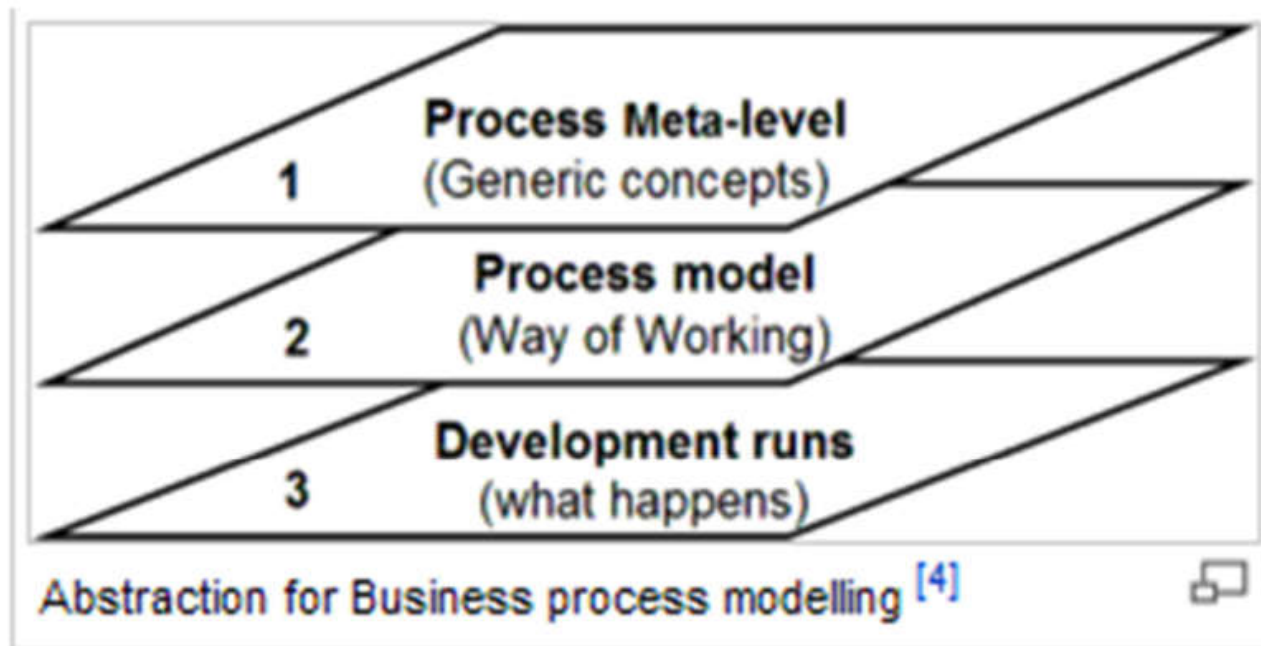 Process Meta-level
1 (Generic concepts)
Process model
2 (Way of Working)
Development runs
3 (what happens)
Abstraction for Business process modelling [4]